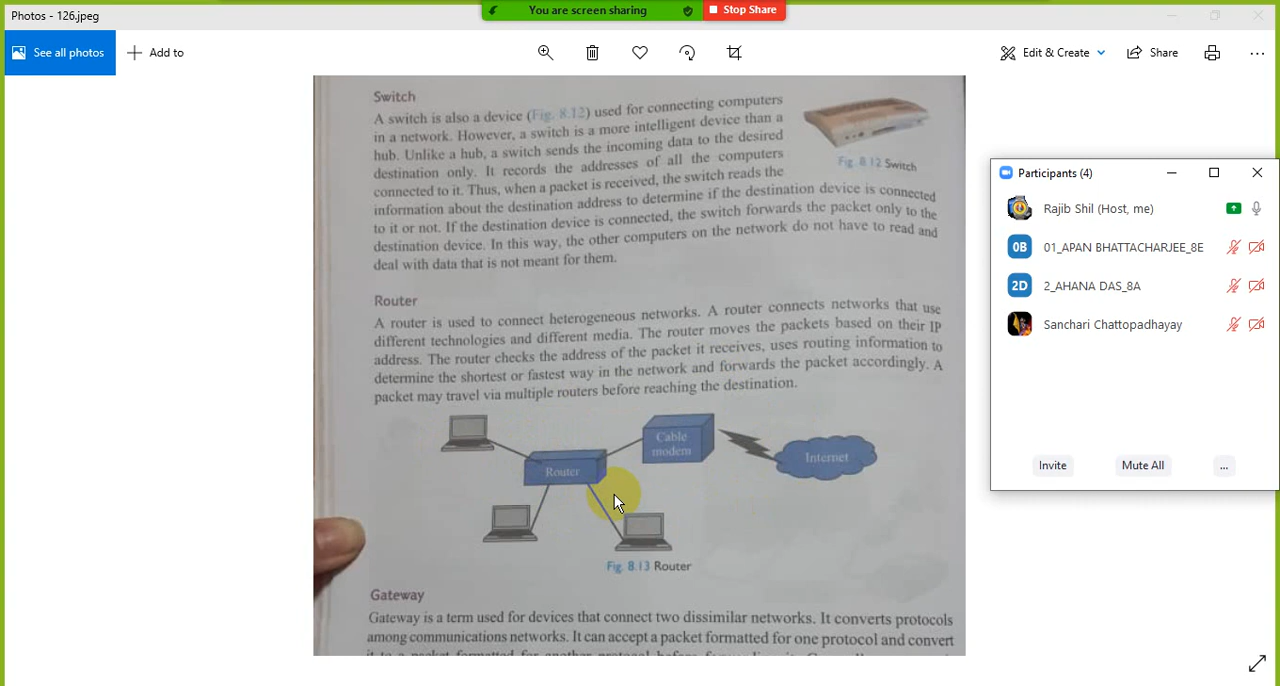 You are screen sharing
Stop Share
Photos - 126.jpeg
See all photos
Add to
Edit & Create
Share
Switch
A switch is also a device (Fig. 8.12) used for connecting computers
in a network. However, a switch is a more intelligent device than a
hub. Unlike a hub, a switch sends the incoming data to the desired
destination only. It records the addresses of all the computers
connected to it. Thus, when a packet is received, the switch reads the
information about the destination address to determine if the destination device is connected
to it or not. If the destination device is connected, the switch forwards the packet only to the
destination device. In this way, the other computers on the network do not have to read and
deal with data that is not meant for them.
Fig. 8.12 Switch
Router
A router is used to connect heterogeneous networks. A router connects networks that use
different technologies and different media. The router moves the packets based on their IP
address. The router checks the address of the packet it receives, uses routing information to
determine the shortest or fastest way in the network and forwards the packet accordingly. A
packet may travel via multiple routers before reaching the destination.
Cable
modem
Internet
Router
Fig. 8.13 Router
Gateway
Gateway is a term used for devices that connect two dissimilar networks. It converts protocols
among communications networks. It can accept a packet formatted for one protocol and convert
it to a packet formatted for another protocol before
Participants (4)
Rajib Shil (Host, me)
0B 01_APAN BHATTACHARJEE_8E
2D 2_AHANA DAS_8A
Sanchari Chattopadhayay
Invite
Mute All
...